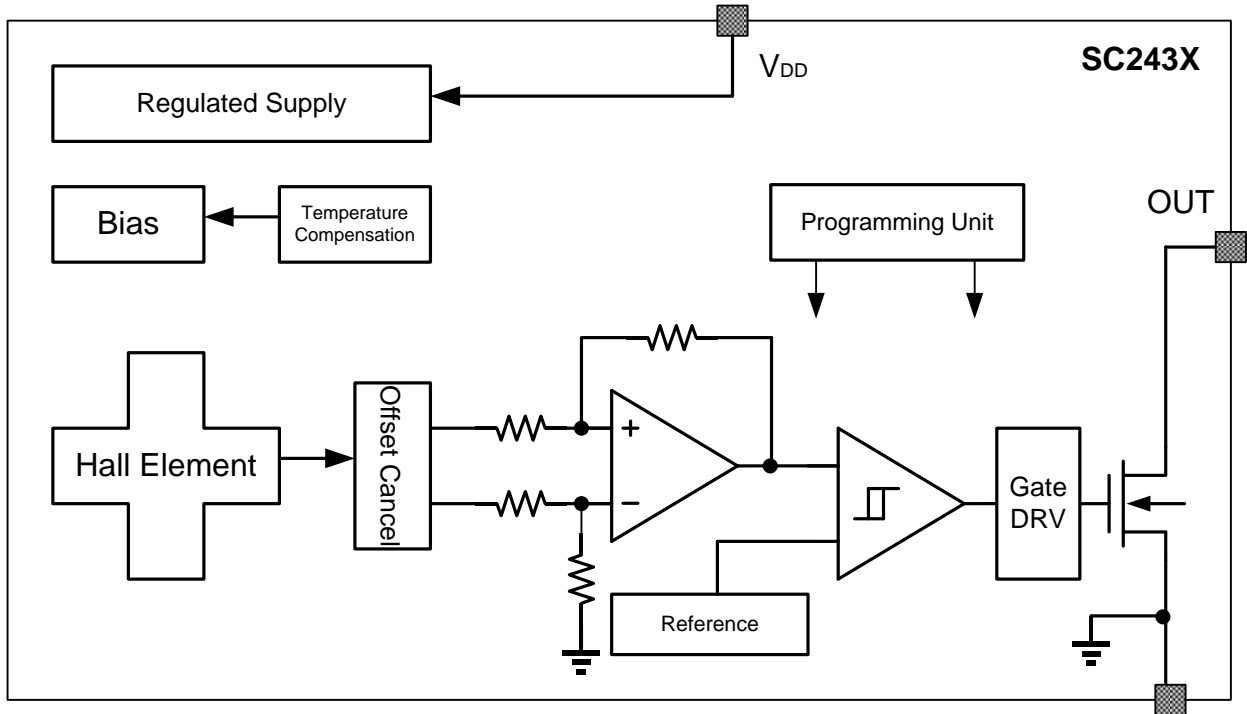 SC243X
VDD
Regulated Supply
Bias
Temperature
Compensation
Programming Unit
OUT
Hall Element
Offset Cancel
+
−
Gate
DRV
Reference